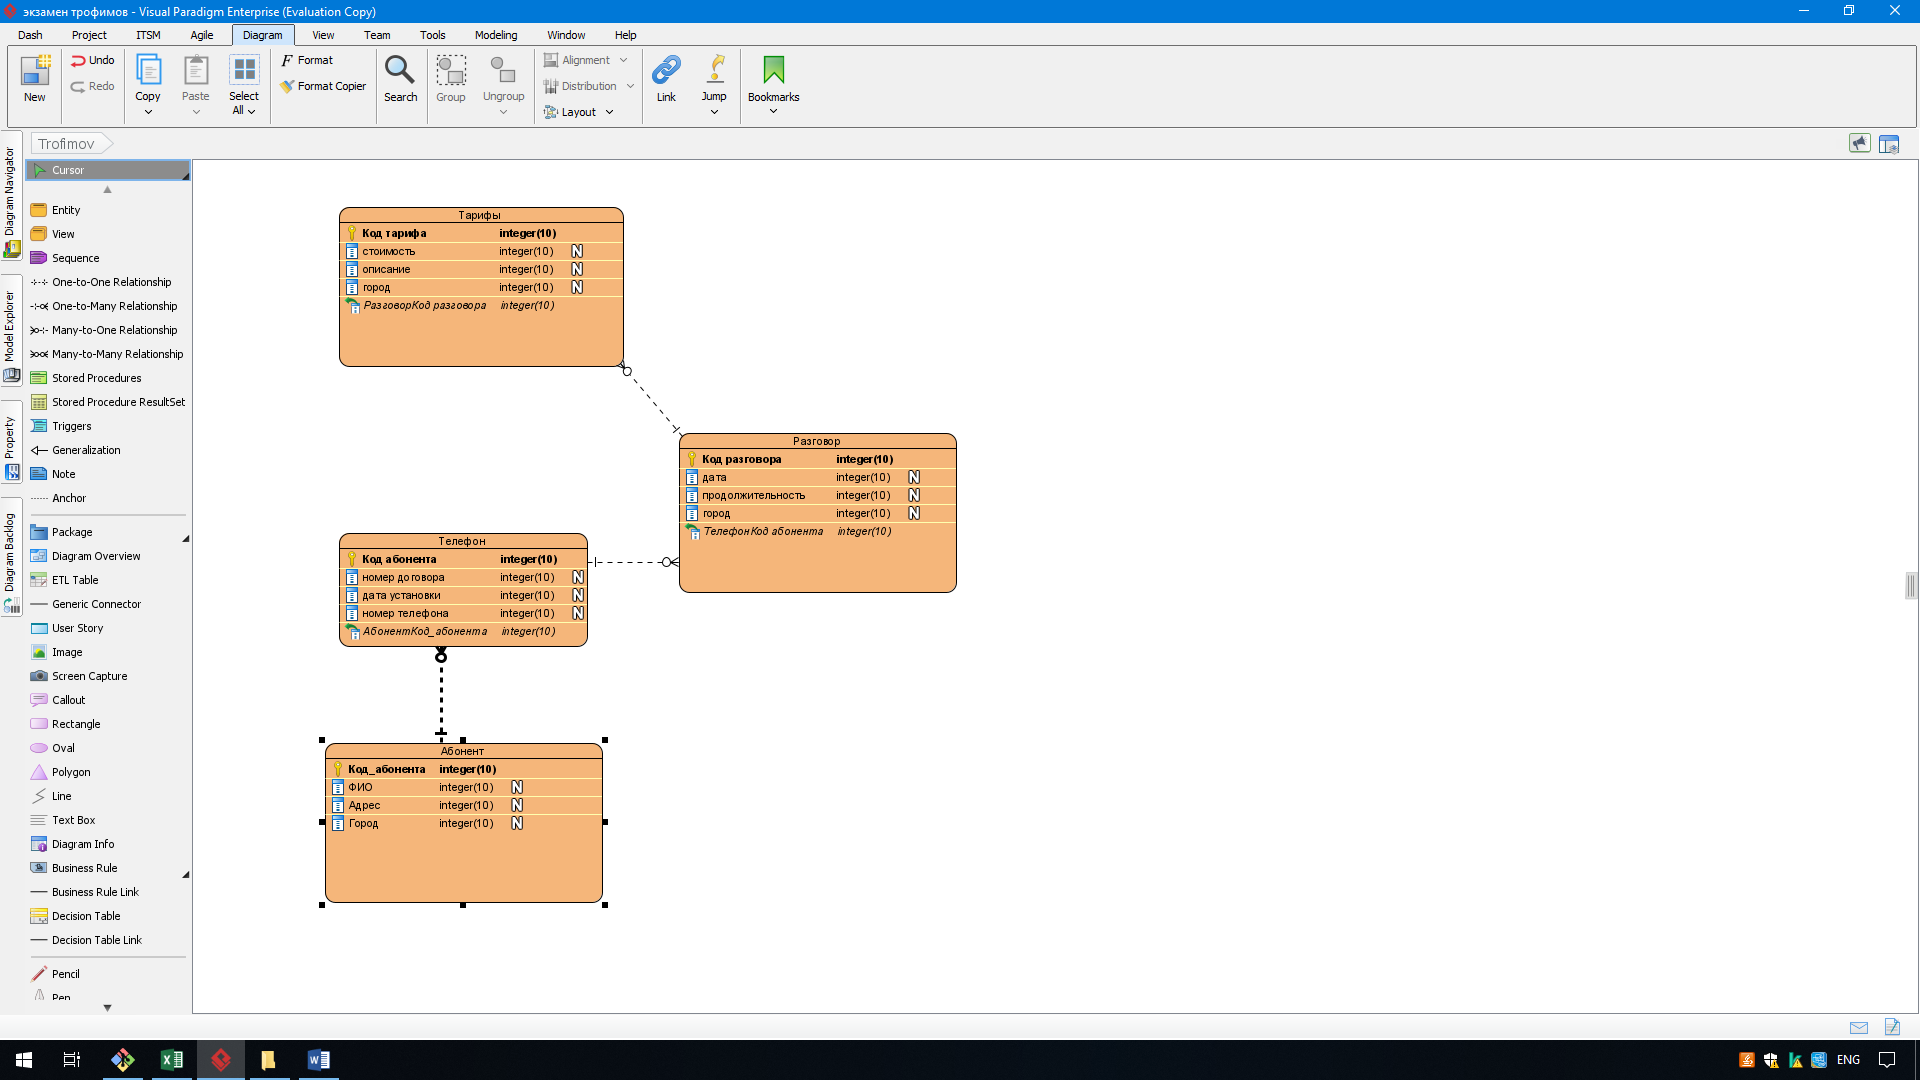 экзамен трофимов - Visual Paradigm Enterprise (Evaluation Copy)
Dash Project ITSM Agile Diagram View Team Tools Modeling Window Help
New
Undo
Redo
Copy
Paste
Select
All
Format
Format Copier
Search
Group
Ungroup
Alignment
Distribution
Layout
Link
Jump
Bookmarks
Diagram Navigator
Model Explorer
Property
Diagram Backlog
Trofimov
Cursor
Entity
View
Sequence
One-to-One Relationship
One-to-Many Relationship
Many-to-One Relationship
Many-to-Many Relationship
Stored Procedures
Stored Procedure ResultSet
Triggers
Generalization
Note
Anchor
Package
Diagram Overview
ETL Table
Generic Connector
User Story
Image
Screen Capture
Callout
Rectangle
Oval
Polygon
Line
Text Box
Diagram Info
Business Rule
Business Rule Link
Decision Table
Decision Table Link
Pencil
Pen
Тарифы
Код тарифа integer(10)
стоимость integer(10) N
описание integer(10) N
город integer(10) N
РазговорКод разговора integer(10)
Разговор
Код разговора integer(10)
дата integer(10) N
продолжительность integer(10) N
город integer(10) N
ТелефонКод абонента integer(10)
Телефон
Код абонента integer(10)
номер договора integer(10) N
дата установки integer(10) N
номер телефона integer(10) N
АбонентКод_абонента integer(10)
Абонент
Код_абонента integer(10)
ФИО integer(10) N
Адрес integer(10) N
Город integer(10) N
ENG